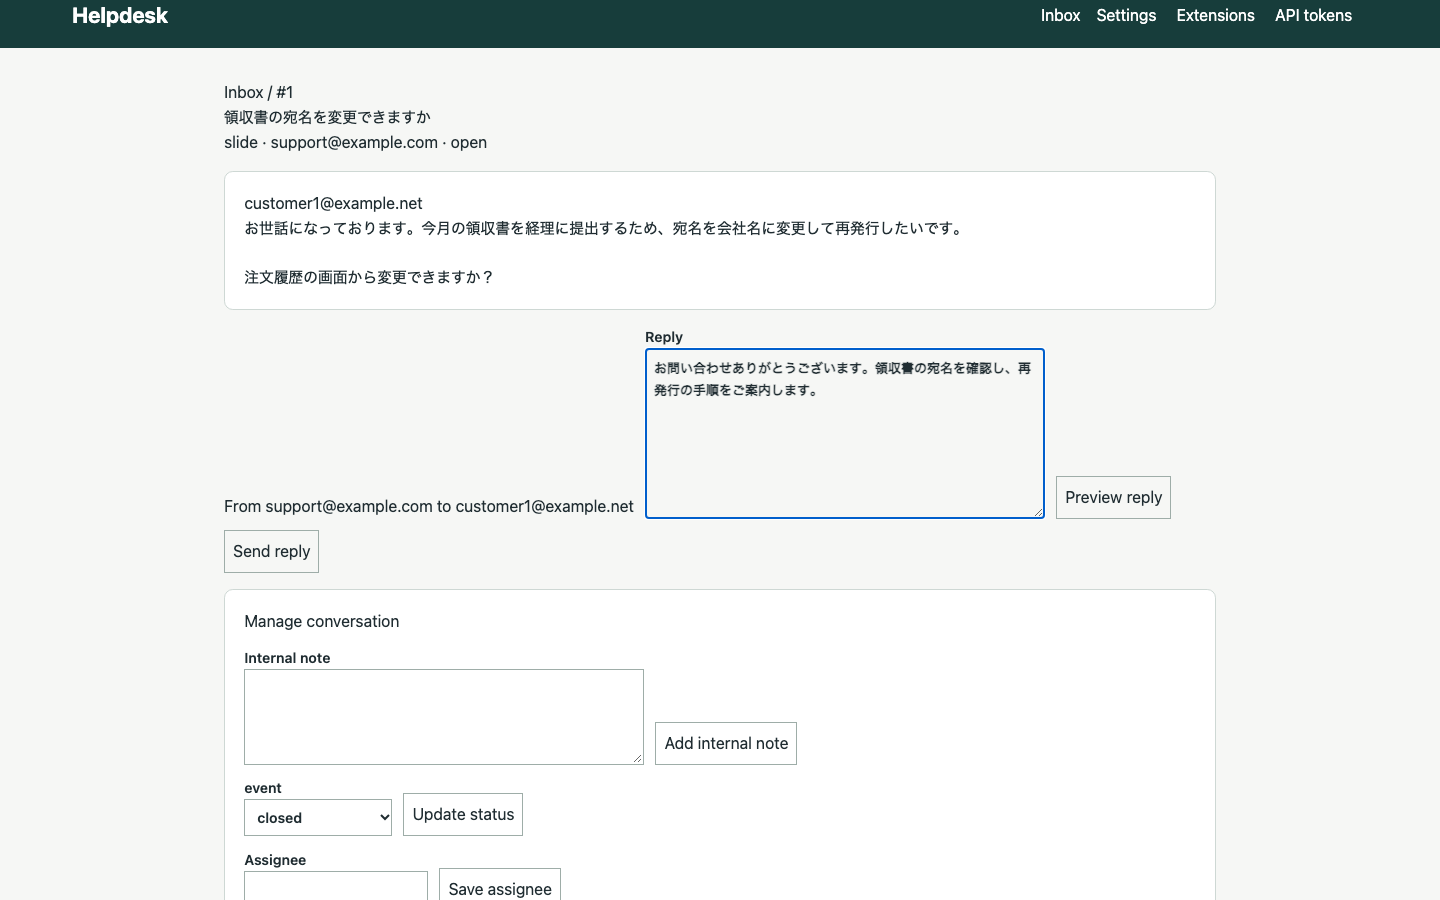 Helpdesk
Inbox Settings Extensions API tokens
Inbox / #1
領収書の宛名を変更できますか
slide · support@example.com · open
customer1@example.net
お世話になっております。今月の領収書を経理に提出するため、宛名を会社名に変更して再発行したいです。
注文履歴の画面から変更できますか？
Reply
お問い合わせありがとうございます。領収書の宛名を確認し、再
発行の手順をご案内します。
From support@example.com to customer1@example.net
Preview reply
Send reply
Manage conversation
Internal note
Add internal note
event
closed
Update status
Assignee
Save assignee